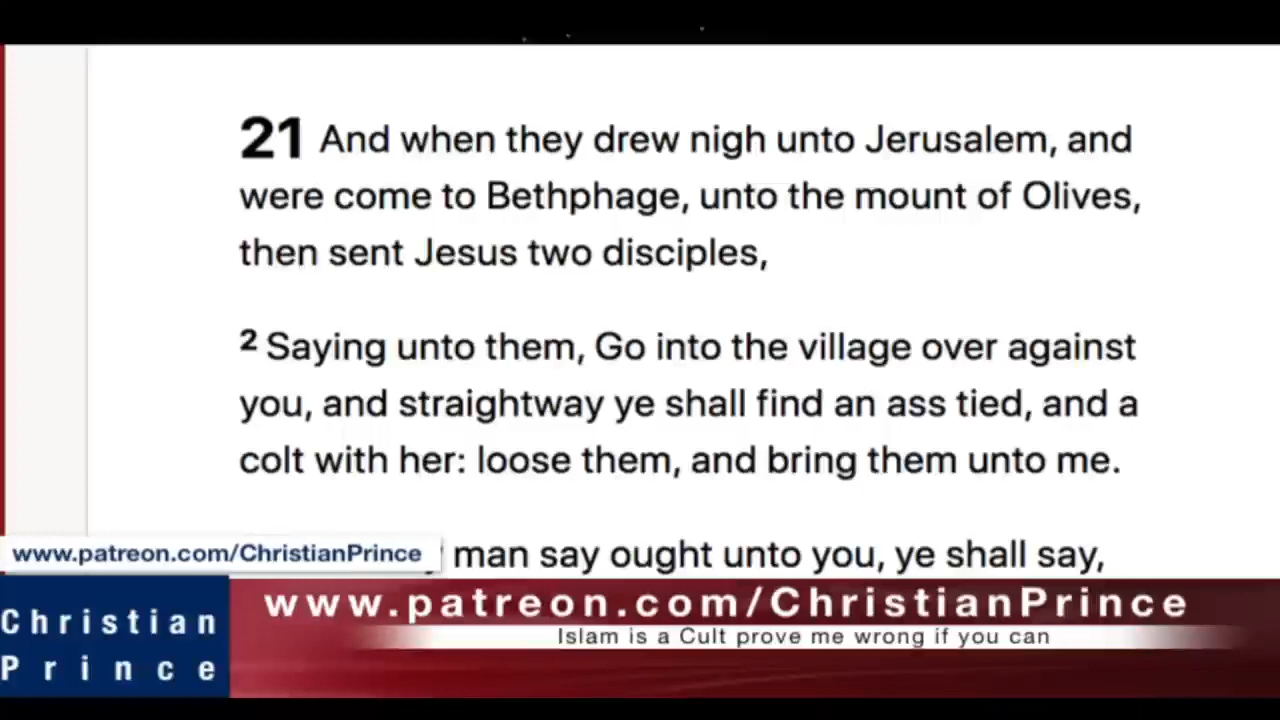 21 And when they drew nigh unto Jerusalem, and
were come to Bethphage, unto the mount of Olives,
then sent Jesus two disciples,
2 Saying unto them, Go into the village over against
you, and straightway ye shall find an ass tied, and a
colt with her: loose them, and bring them unto me.
man say ought unto you, ye shall say,
www.patreon.com/ChristianPrince
Christian
Prince
www.patreon.com/ChristianPrince
Islam is a Cult prove me wrong if you can